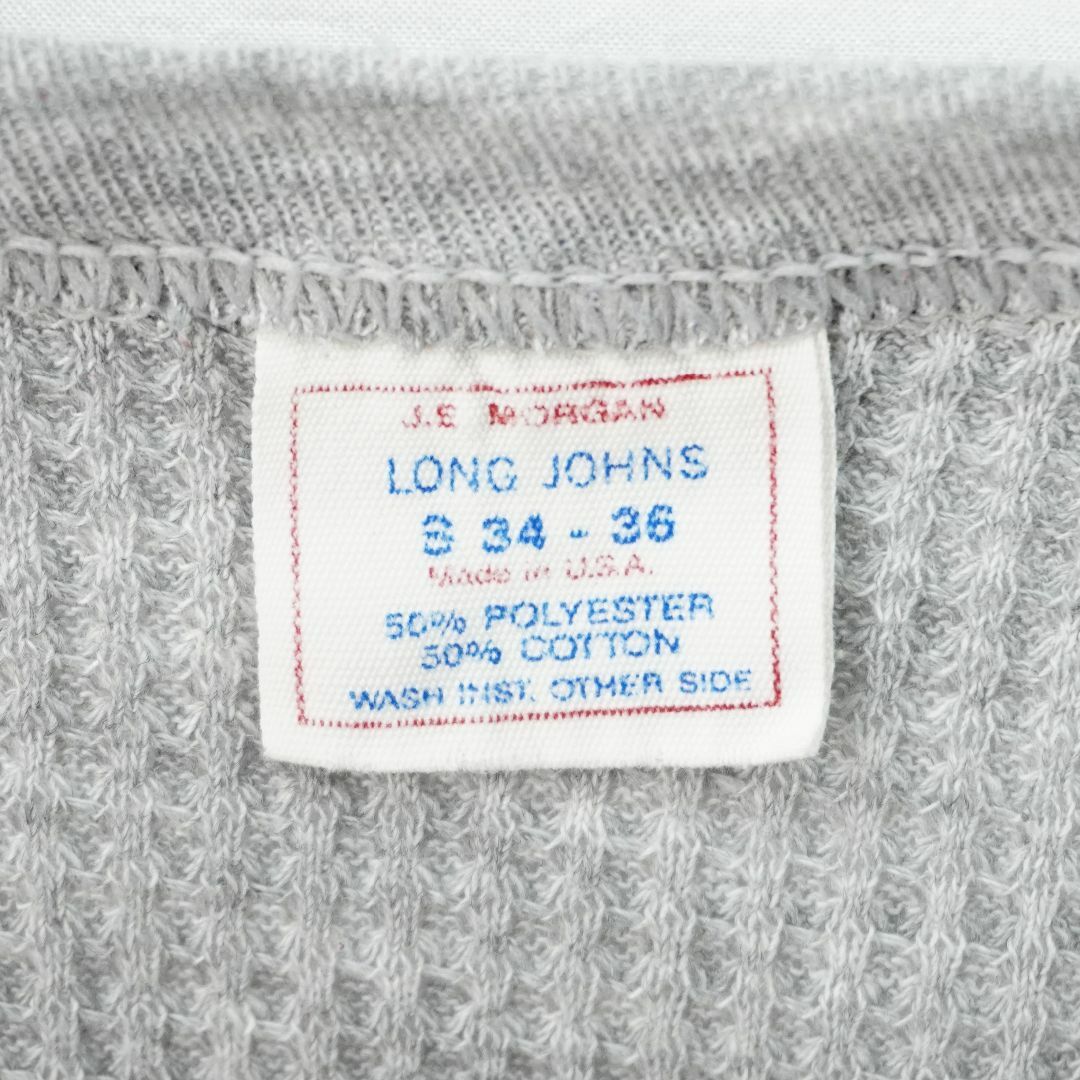 J.E MORGAN
LONG JOHNS
S 34 - 36
Made in U.S.A.
50% POLYESTER
50% COTTON
WASH INST. OTHER SIDE